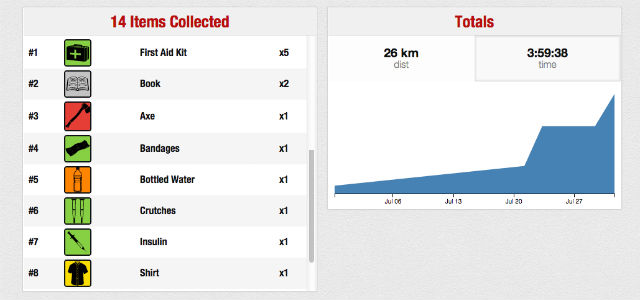 14 Items Collected
#1 First Aid Kit x5
#2 Book x2
#3 Axe x1
#4 Bandages x1
#5 Bottled Water x1
#6 Crutches x1
#7 Insulin x1
#8 Shirt x1
Totals
26 km 3:59:38
dist time
Jul 06 Jul 13 Jul 20 Jul 27